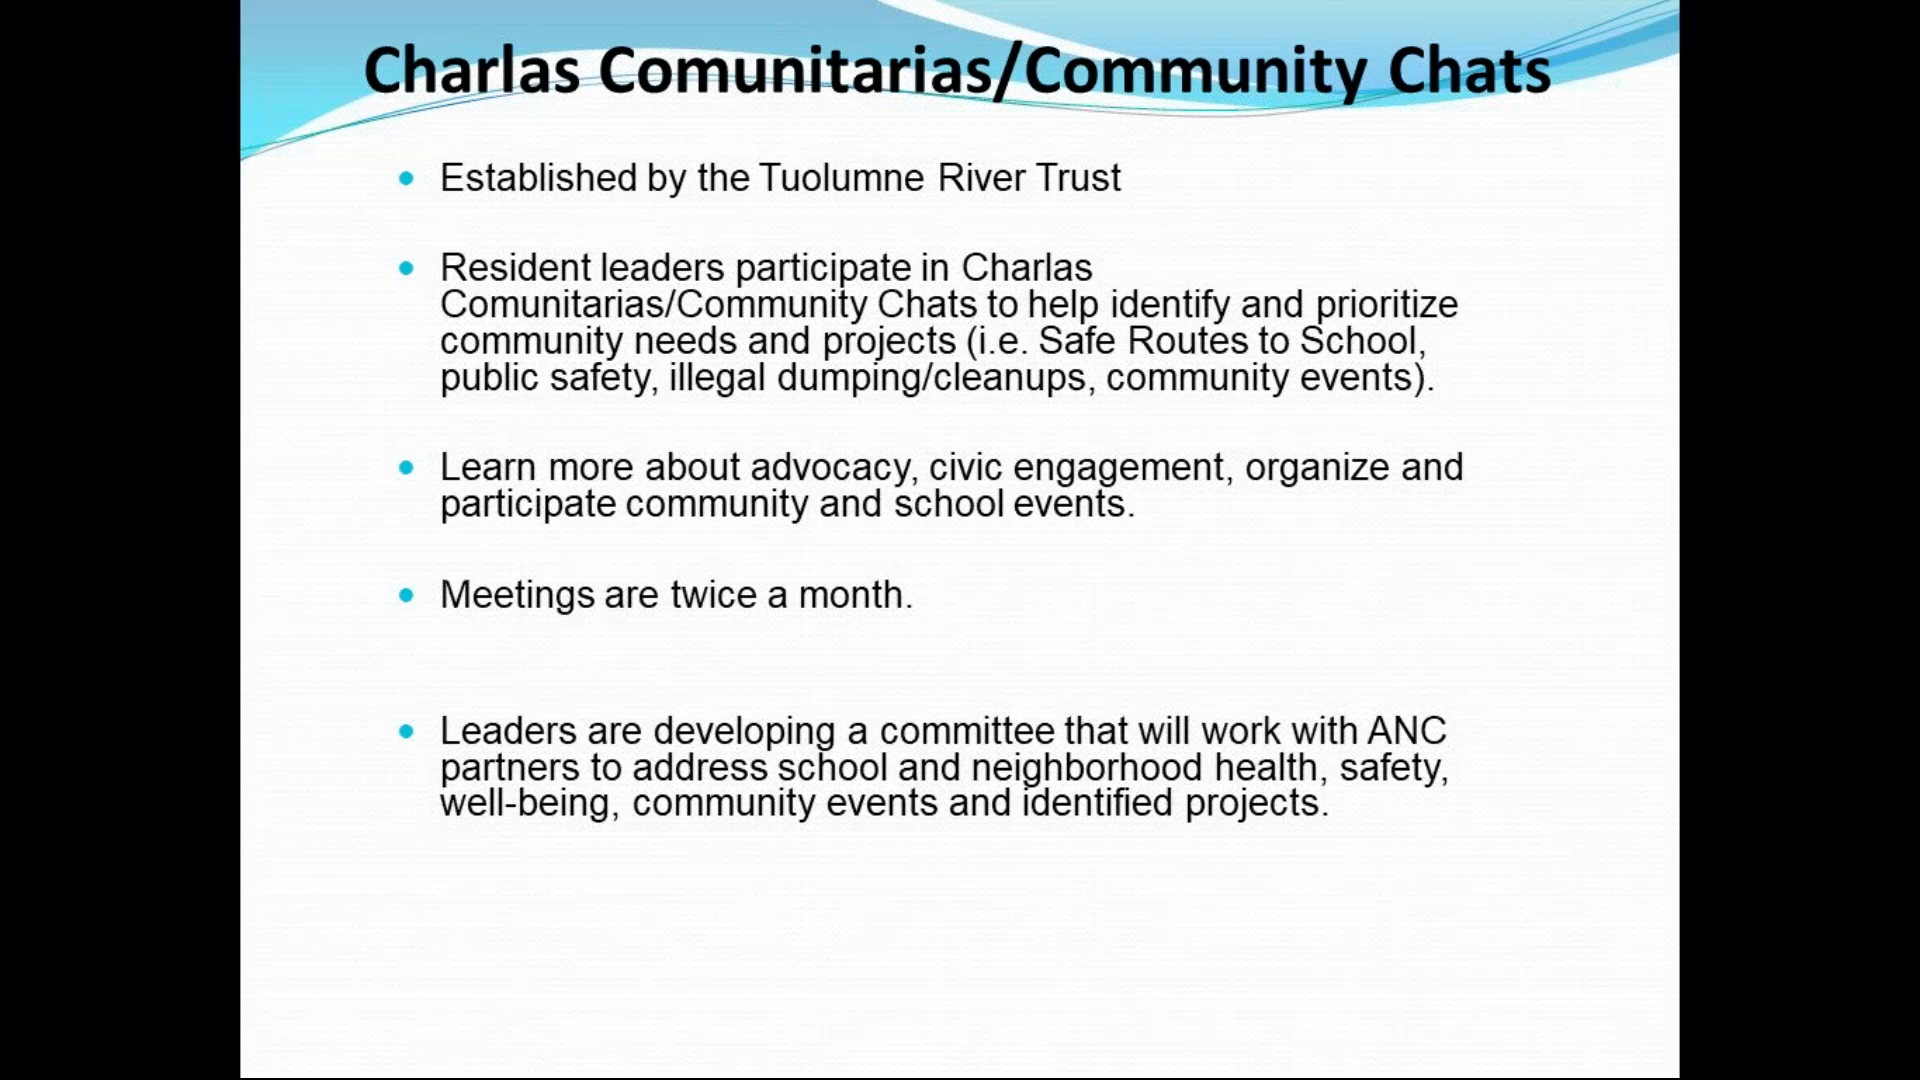 Charlas Comunitarias/Community Chats
Established by the Tuolumne River Trust
Resident leaders participate in Charlas
Comunitarias/Community Chats to help identify and prioritize
community needs and projects (i.e. Safe Routes to School,
public safety, illegal dumping/cleanups, community events).
Learn more about advocacy, civic engagement, organize and
participate community and school events.
Meetings are twice a month.
Leaders are developing a committee that will work with ANC
partners to address school and neighborhood health, safety,
well-being, community events and identified projects.